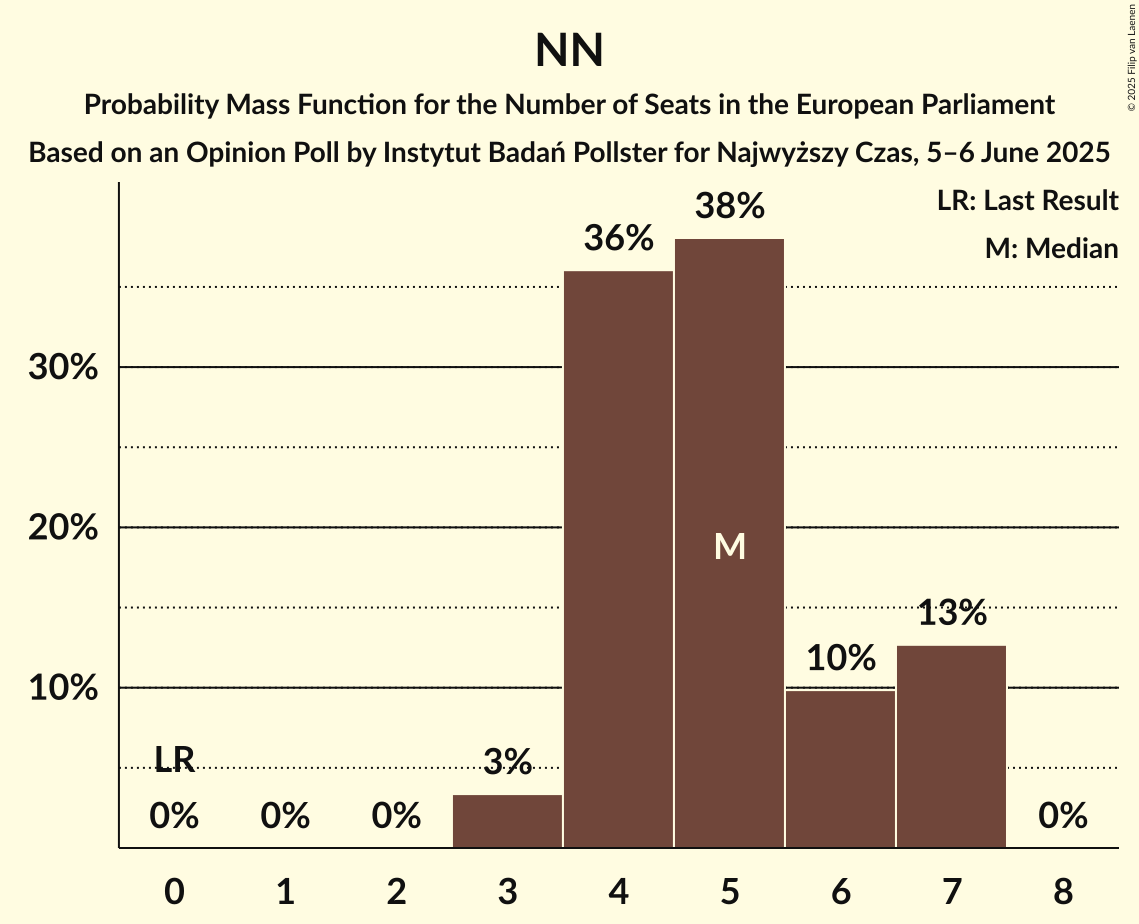 NN
Probability Mass Function for the Number of Seats in the European Parliament
Based on an Opinion Poll by Instytut Badań Pollster for Najwyższy Czas, 5–6 June 2025
© 2025 Filip van Laenen
LR: Last Result
M: Median
38%
36%
30%
M
20%
13%
10%
10%
LR
3%
0%
0%
0%
0%
0
1
2
3
4
5
6
7
8